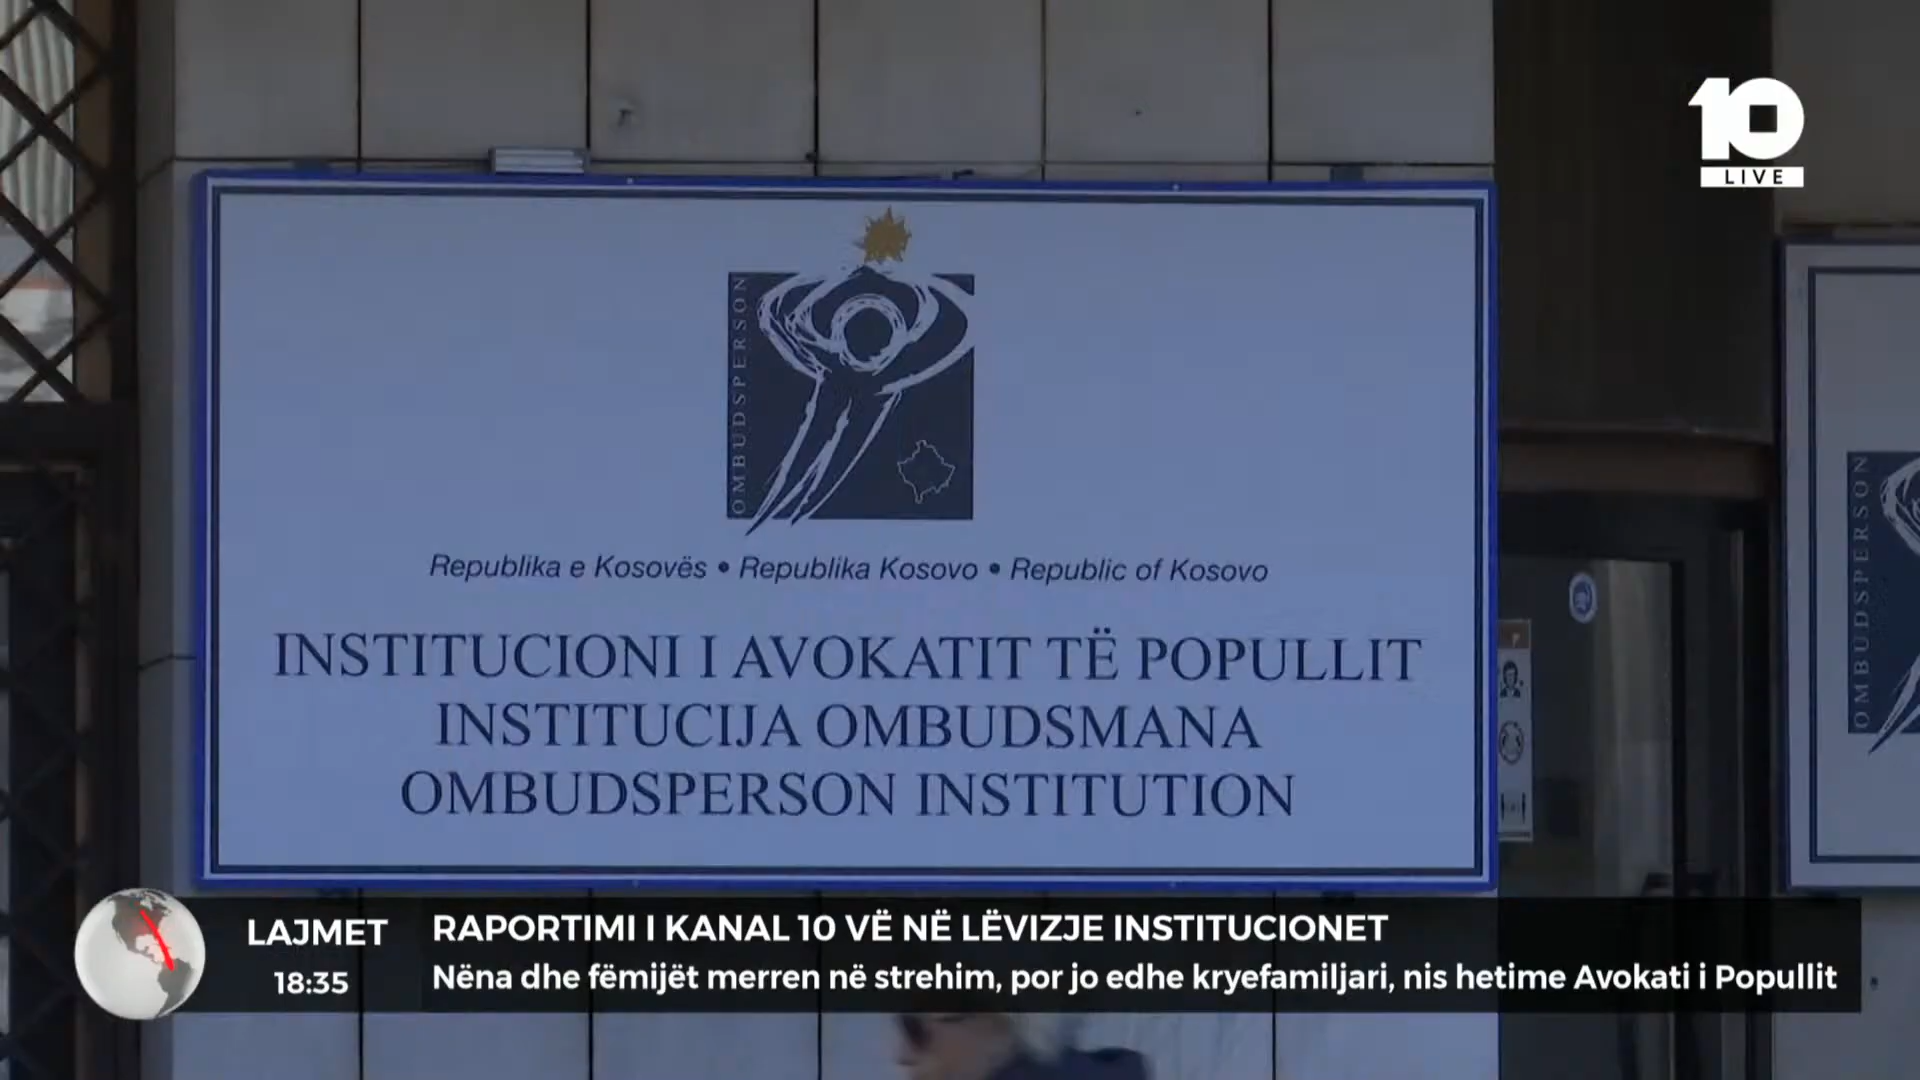 10
LIVE
OMBUDSPERSON
Republika e Kosovës • Republika Kosovo • Republic of Kosovo
INSTITUCIONI I AVOKATIT TË POPULLIT
INSTITUCIJA OMBUDSMANA
OMBUDSPERSON INSTITUTION
OMBUDSPERSON
LAJMET
18:35
RAPORTIMI I KANAL 10 VË NË LËVIZJE INSTITUCIONET
Nëna dhe fëmijët merren në strehim, por jo edhe kryefamiljari, nis hetime Avokati i Popullit